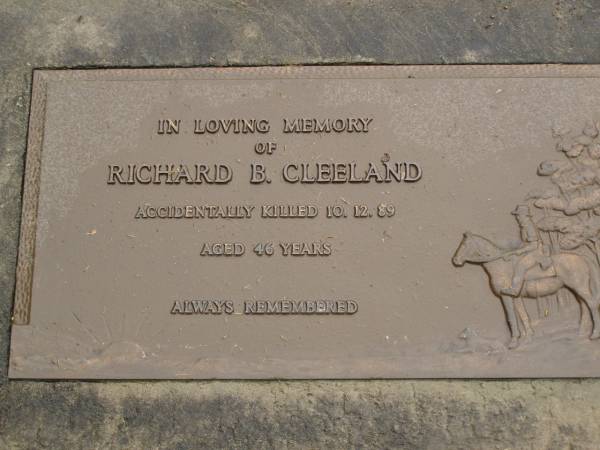 IN LOVING MEMORY
OF
RICHARD B. CLEELAND
ACCIDENTALLY KILLED 10. 12. 89
AGED 46 YEARS
ALWAYS REMEMBERED